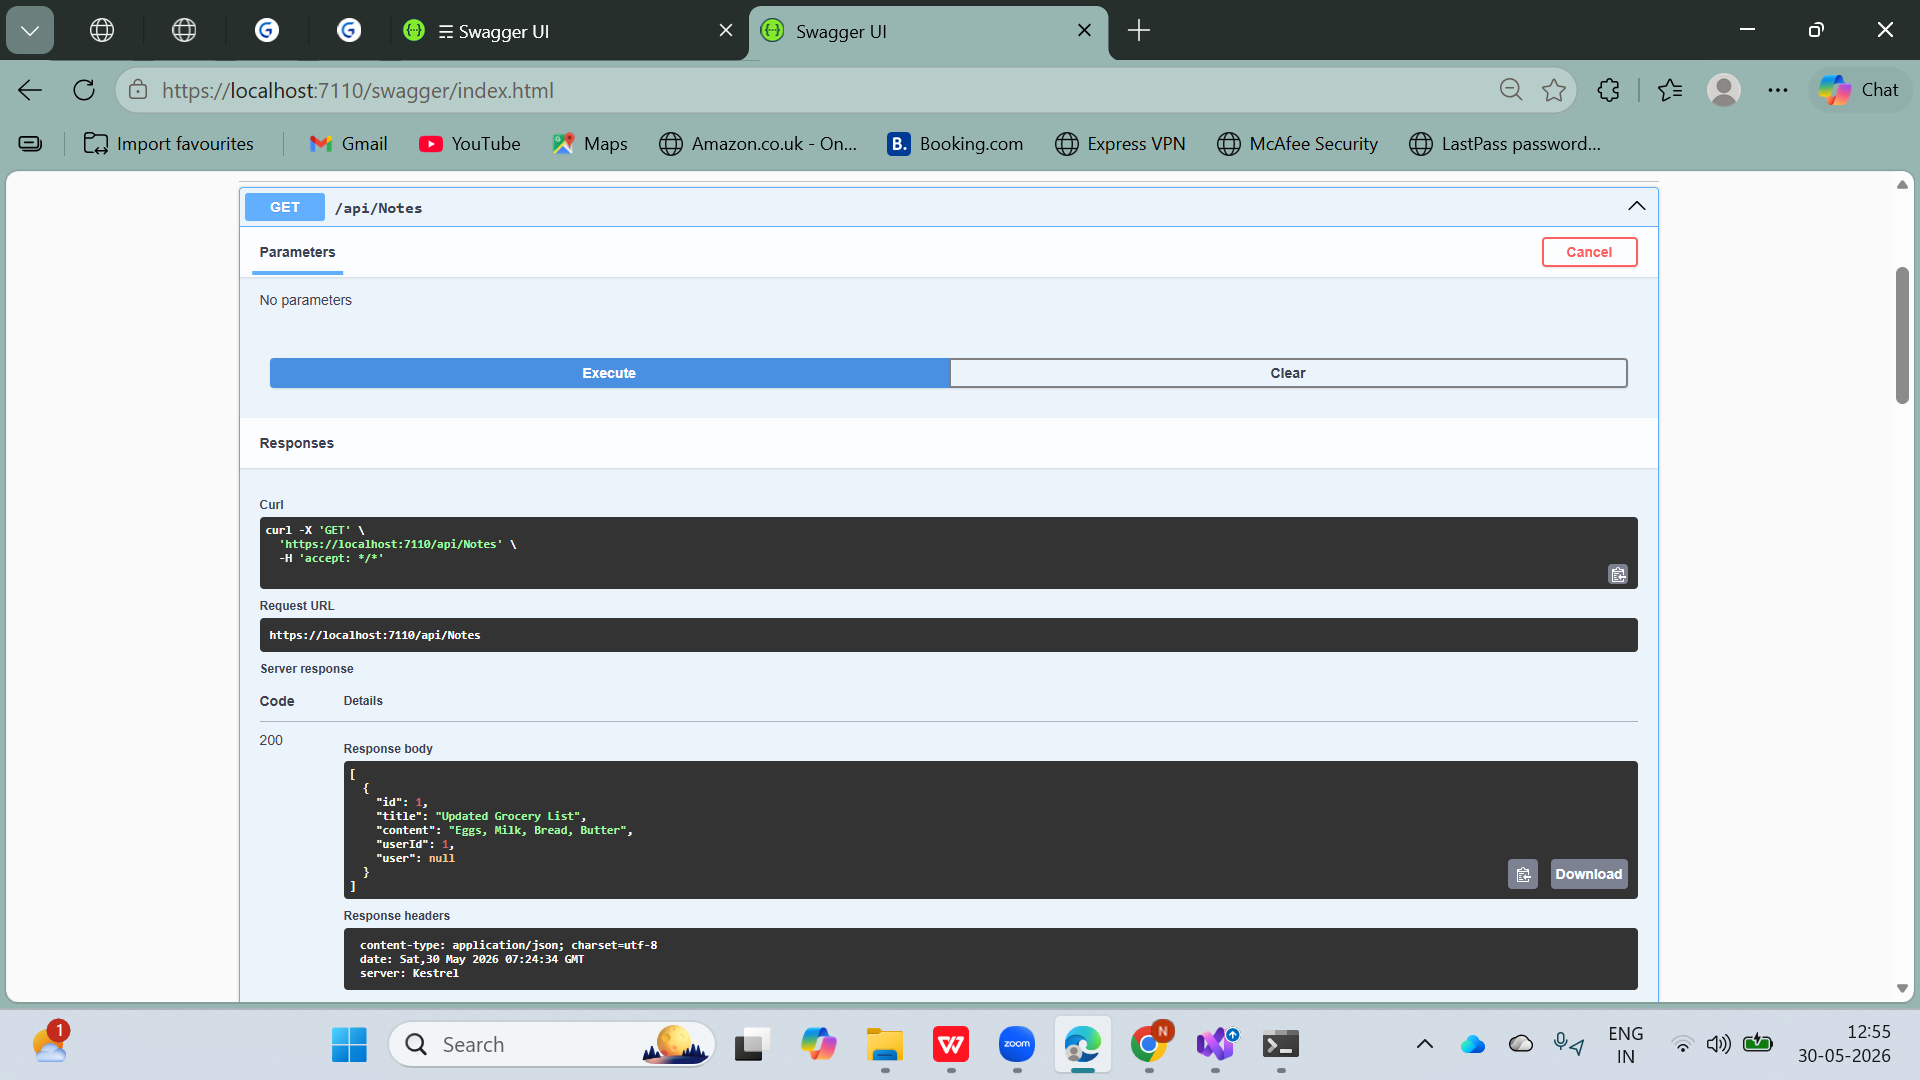 ☰ Swagger UI
Swagger UI
https://localhost:7110/swagger/index.html
Chat
Import favourites
Gmail
YouTube
Maps
Amazon.co.uk - On...
B. Booking.com
Express VPN
McAfee Security
LastPass password...
GET /api/Notes
Parameters
Cancel
No parameters
Execute
Clear
Responses
Curl
curl -X 'GET' \
'https://localhost:7110/api/Notes' \
-H 'accept: */*'
Request URL
https://localhost:7110/api/Notes
Server response
Code Details
200
Response body
[
{
"id": 1,
"title": "Updated Grocery List",
"content": "Eggs, Milk, Bread, Butter",
"userId": 1,
"user": null
}
]
Download
Response headers
content-type: application/json; charset=utf-8
date: Sat,30 May 2026 07:24:34 GMT
server: Kestrel
1
Search
zoom
N
ENG
IN
12:55
30-05-2026